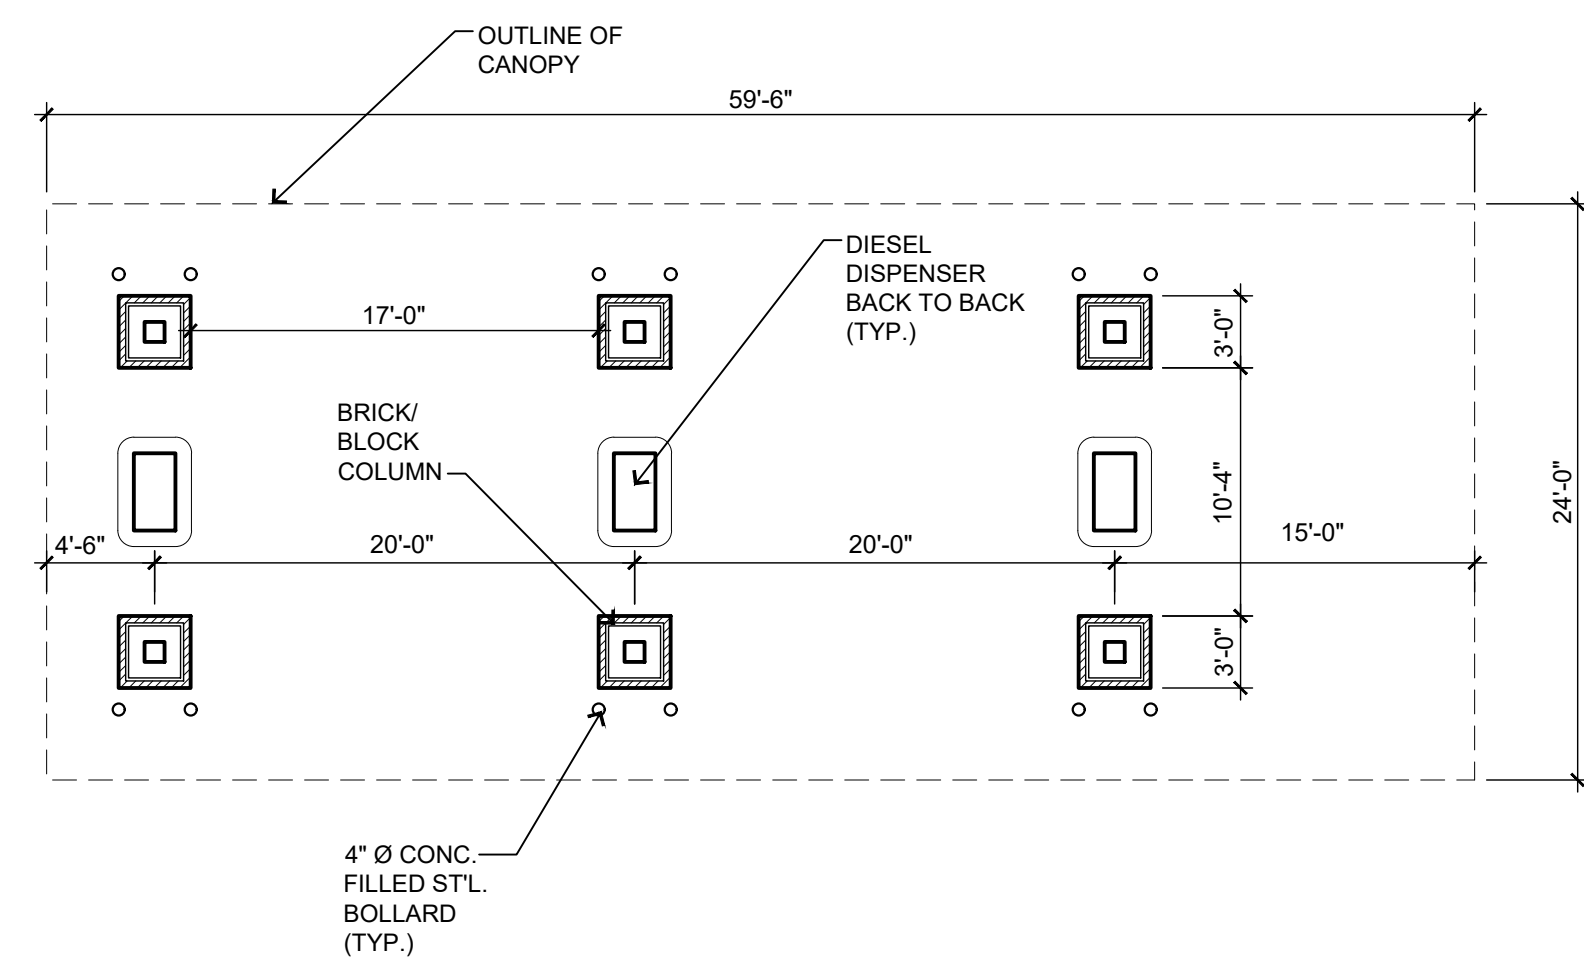 OUTLINE OF
CANOPY
59'-6"
DIESEL
DISPENSER
BACK TO BACK
(TYP.)
17'-0"
3'-0"
BRICK/
BLOCK
COLUMN
10'-4"
24'-0"
4'-6"
20'-0"
20'-0"
15'-0"
3'-0"
4" Ø CONC.
FILLED ST'L.
BOLLARD
(TYP.)